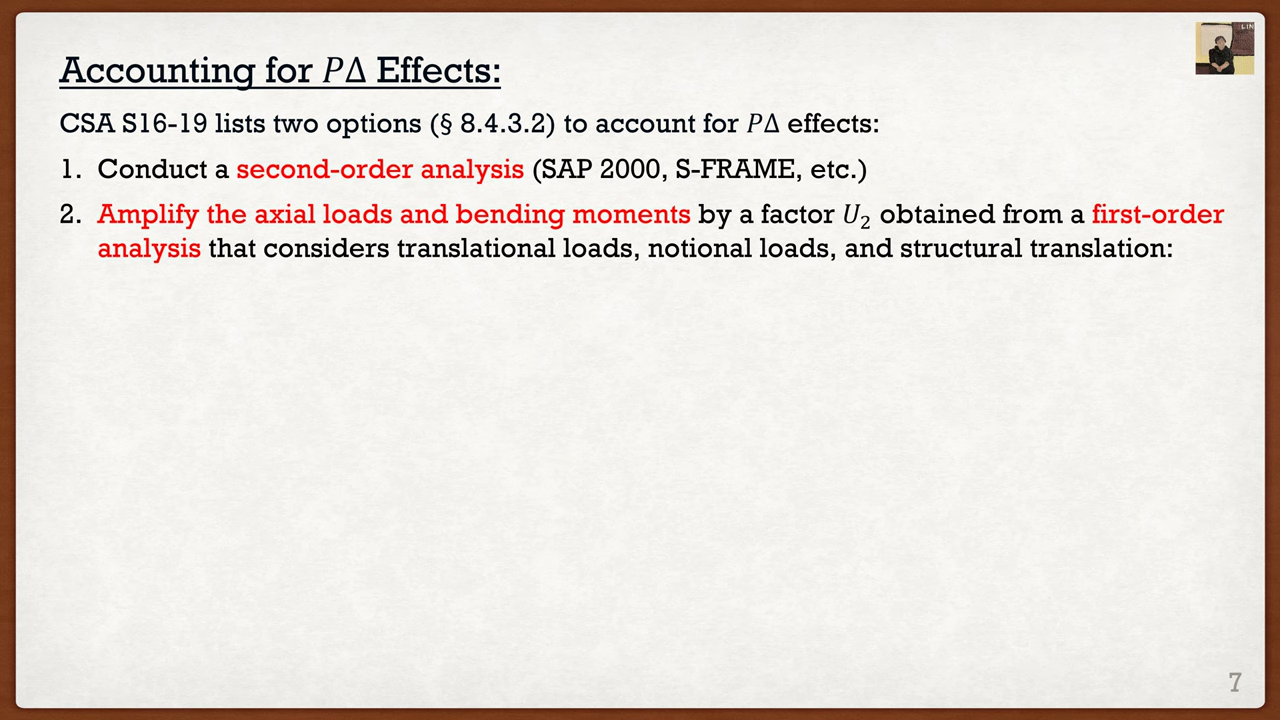 Accounting for 𝑃Δ Effects:
CSA S16-19 lists two options (§ 8.4.3.2) to account for 𝑃Δ effects:
1. Conduct a second-order analysis (SAP 2000, S-FRAME, etc.)
2. Amplify the axial loads and bending moments by a factor 𝑈₂ obtained from a first-order
analysis that considers translational loads, notional loads, and structural translation:
LIN
7